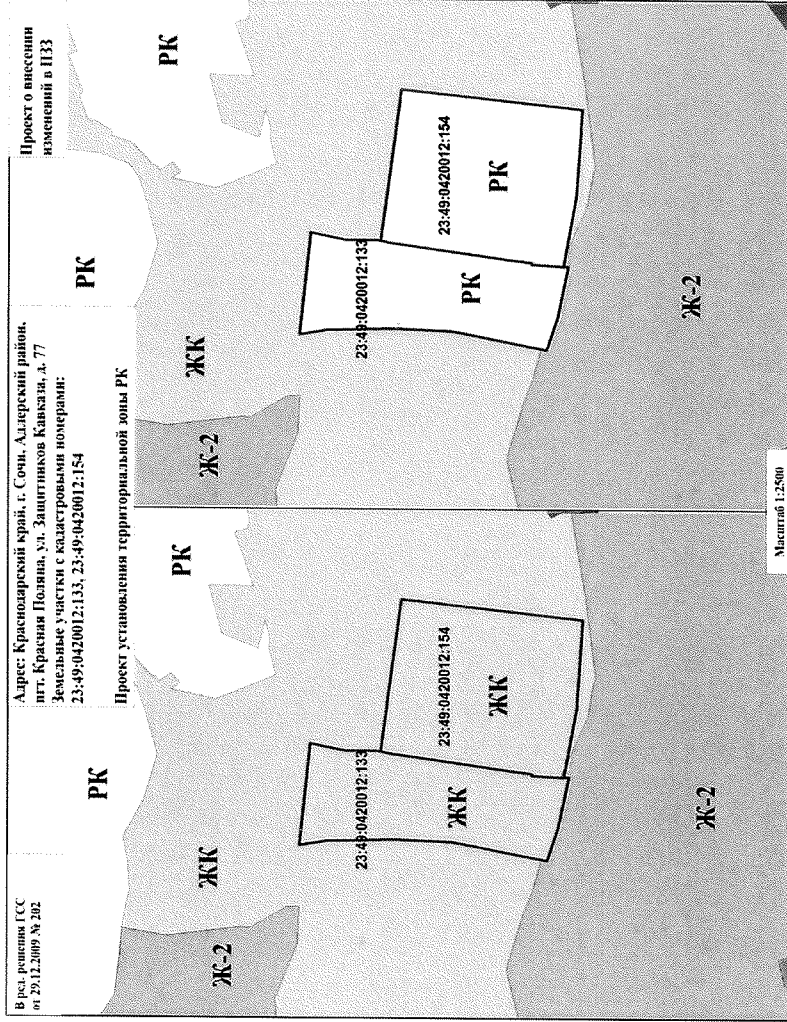 В ред. решения ГСС
от 29.12.2009 № 202
Адрес: Краснодарский край, г. Сочи, Адлерский район,
пгт. Красная Поляна, ул. Защитников Кавказа, д. 77
Земельные участки с кадастровыми номерами:
23:49:0420012:133, 23:49:0420012:154
Проект установления территориальной зоны РК
Проект о внесении
изменений в ПЗЗ
РК
РК
ЖК
Ж-2
23:49:0420012:133
ЖК
23:49:0420012:154
ЖК
Ж-2
РК
РК
ЖК
Ж-2
23:49:0420012:133
РК
23:49:0420012:154
РК
Ж-2
Масштаб 1:2500